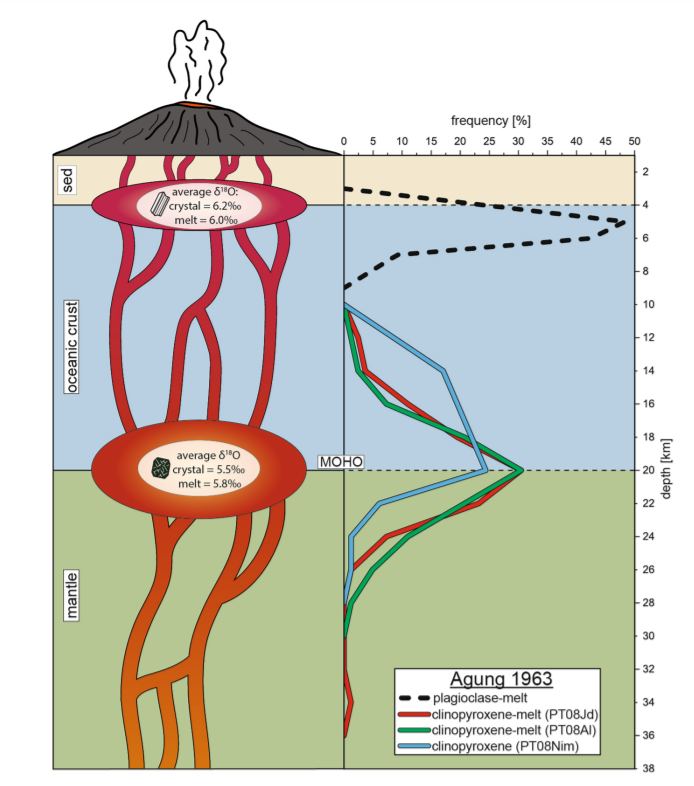 frequency [%]
0 5 10 15 20 25 30 35 40 45 50
sed
average δ¹⁸O:
crystal = 6.2‰
melt = 6.0‰
oceanic crust
average δ¹⁸O
crystal = 5.5‰
melt = 5.8‰
MOHO
mantle
2
4
6
8
10
12
14
16
18
20
22
24
26
28
30
32
34
36
38
depth [km]
Agung 1963
plagioclase-melt
clinopyroxene-melt (PT08Jd)
clinopyroxene-melt (PT08Al)
clinopyroxene (PT08Nim)